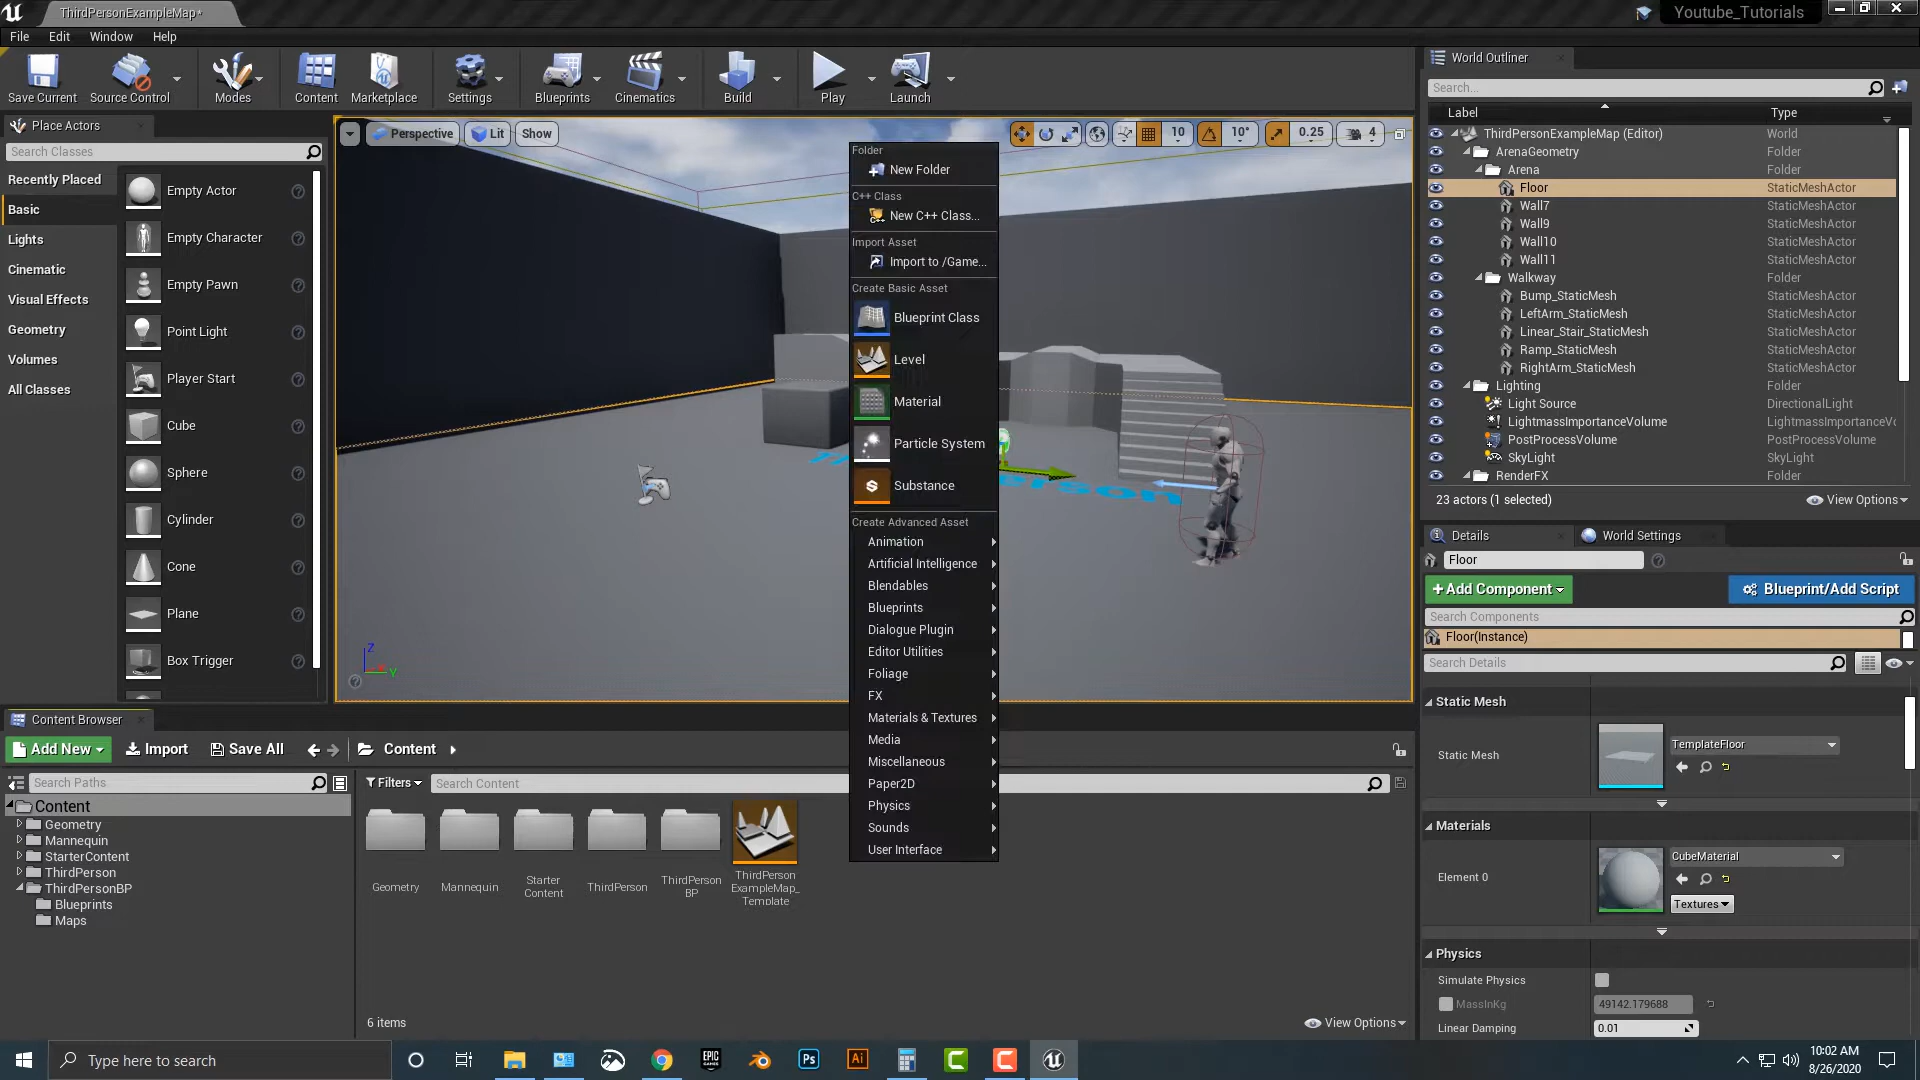 ThirdPersonExampleMap*
Youtube_Tutorials
File Edit Window Help
Save Current
Source Control
Modes
Content
Marketplace
Settings
Blueprints
Cinematics
Build
Play
Launch
Place Actors
Search Classes
Recently Placed
Basic
Lights
Cinematic
Visual Effects
Geometry
Volumes
All Classes
Empty Actor
Empty Character
Empty Pawn
Point Light
Player Start
Cube
Sphere
Cylinder
Cone
Plane
Box Trigger
Perspective Lit Show
10 10° 0.25 4
Z
Y
Folder
New Folder
C++ Class
New C++ Class...
Import Asset
Import to /Game...
Create Basic Asset
Blueprint Class
Level
Material
Particle System
Substance
Create Advanced Asset
Animation
Artificial Intelligence
Blendables
Blueprints
Dialogue Plugin
Editor Utilities
Foliage
FX
Materials & Textures
Media
Miscellaneous
Paper2D
Physics
Sounds
User Interface
World Outliner
Search...
Label Type
ThirdPersonExampleMap (Editor) World
ArenaGeometry Folder
Arena Folder
Floor StaticMeshActor
Wall7 StaticMeshActor
Wall9 StaticMeshActor
Wall10 StaticMeshActor
Wall11 StaticMeshActor
Walkway Folder
Bump_StaticMesh StaticMeshActor
LeftArm_StaticMesh StaticMeshActor
Linear_Stair_StaticMesh StaticMeshActor
Ramp_StaticMesh StaticMeshActor
RightArm_StaticMesh StaticMeshActor
Lighting Folder
Light Source DirectionalLight
LightmassImportanceVolume LightmassImportanceVo
PostProcessVolume PostProcessVolume
SkyLight SkyLight
RenderFX Folder
23 actors (1 selected) View Options
Details World Settings
Floor
+Add Component Blueprint/Add Script
Search Components
Floor(Instance)
Search Details
Static Mesh
Static Mesh TemplateFloor
Materials
Element 0 CubeMaterial
Textures
Physics
Simulate Physics
MassInKg 49142.179688
Linear Damping 0.01
Content Browser
Add New Import Save All Content
Search Paths
Filters Search Content
Content
Geometry
Mannequin
StarterContent
ThirdPerson
ThirdPersonBP
Blueprints
Maps
Geometry
Mannequin
Starter
Content
ThirdPerson
ThirdPerson
BP
ThirdPerson
ExampleMap_
Template
6 items View Options
Type here to search
EPIC
GAMES
Ps
Ai
10:02 AM
8/26/2020